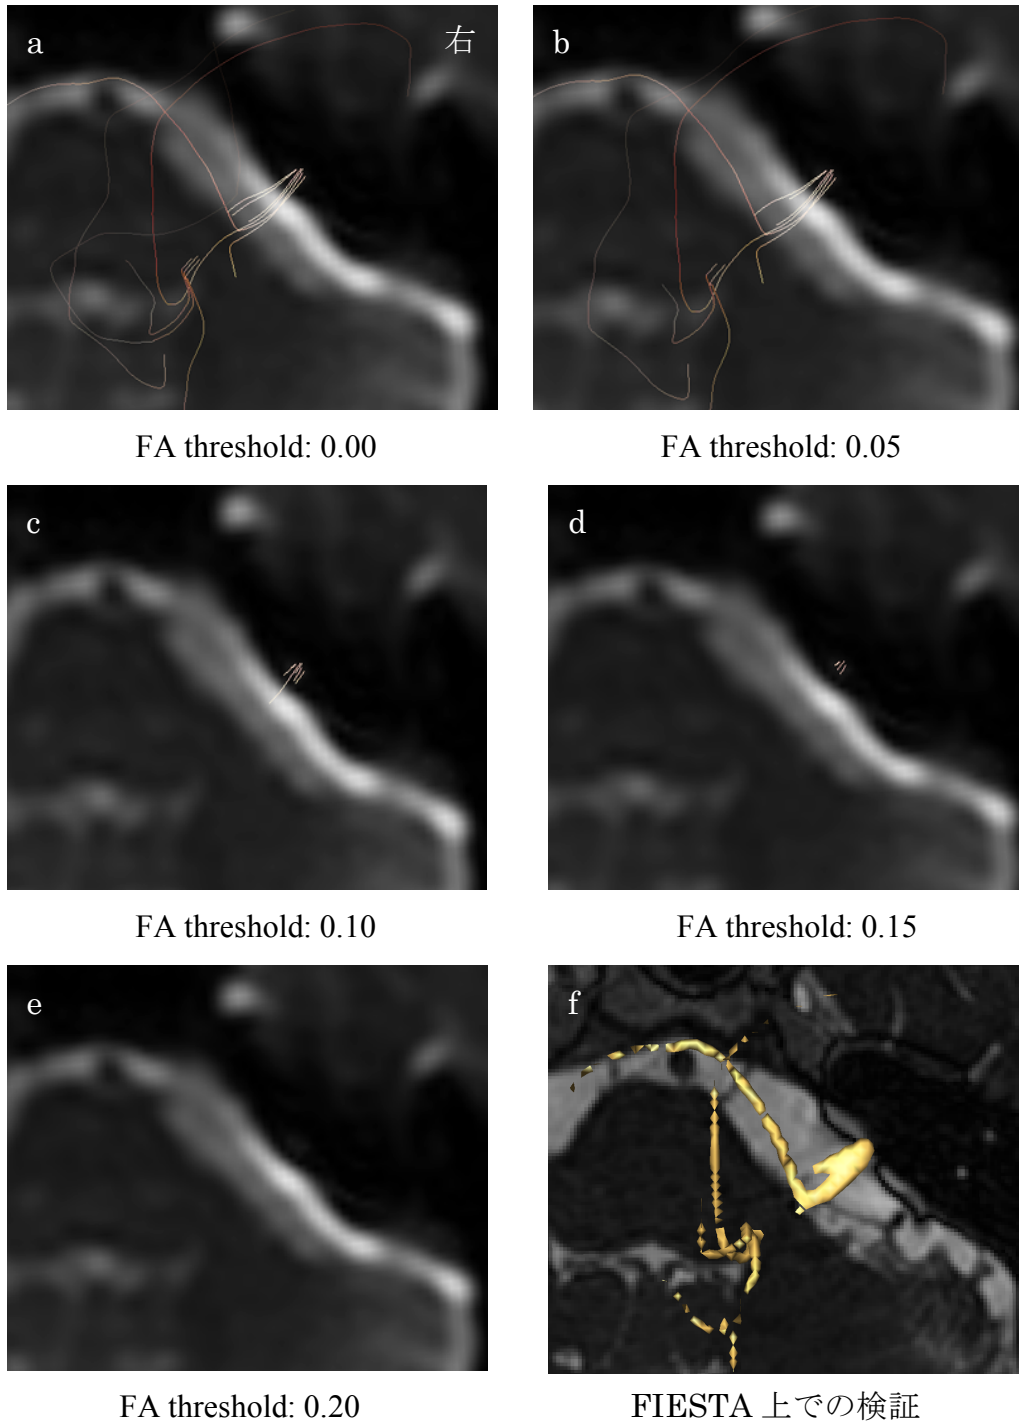 a
右
b
FA threshold: 0.00
FA threshold: 0.05
c
d
FA threshold: 0.10
FA threshold: 0.15
e
f
FA threshold: 0.20
FIESTA 上での検証